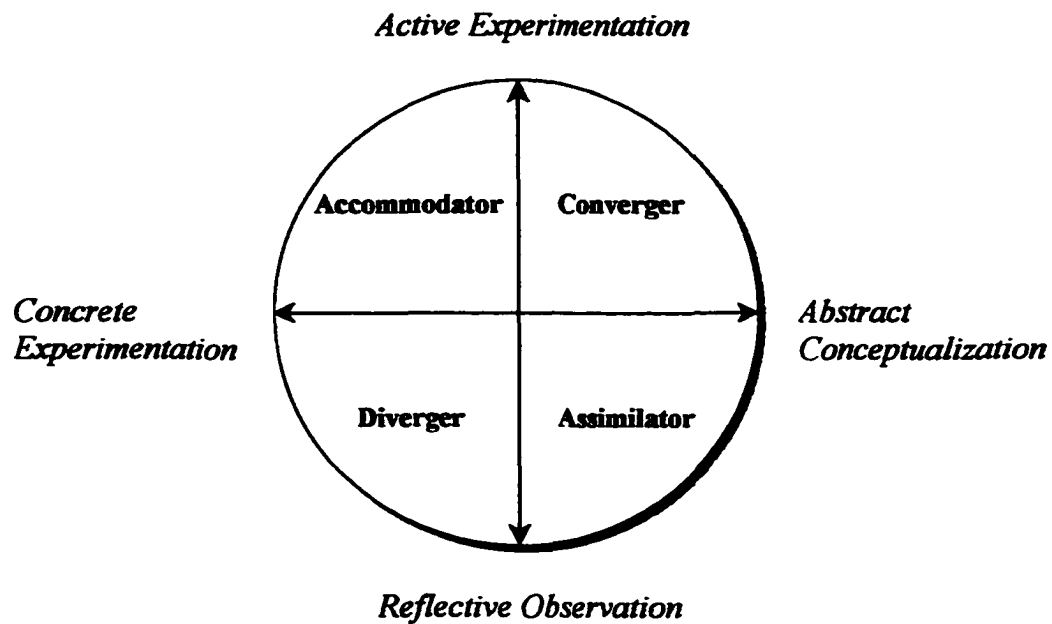 Active Experimentation
Accommodator
Converger
Concrete
Experimentation
Abstract
Conceptualization
Diverger
Assimilator
Reflective Observation